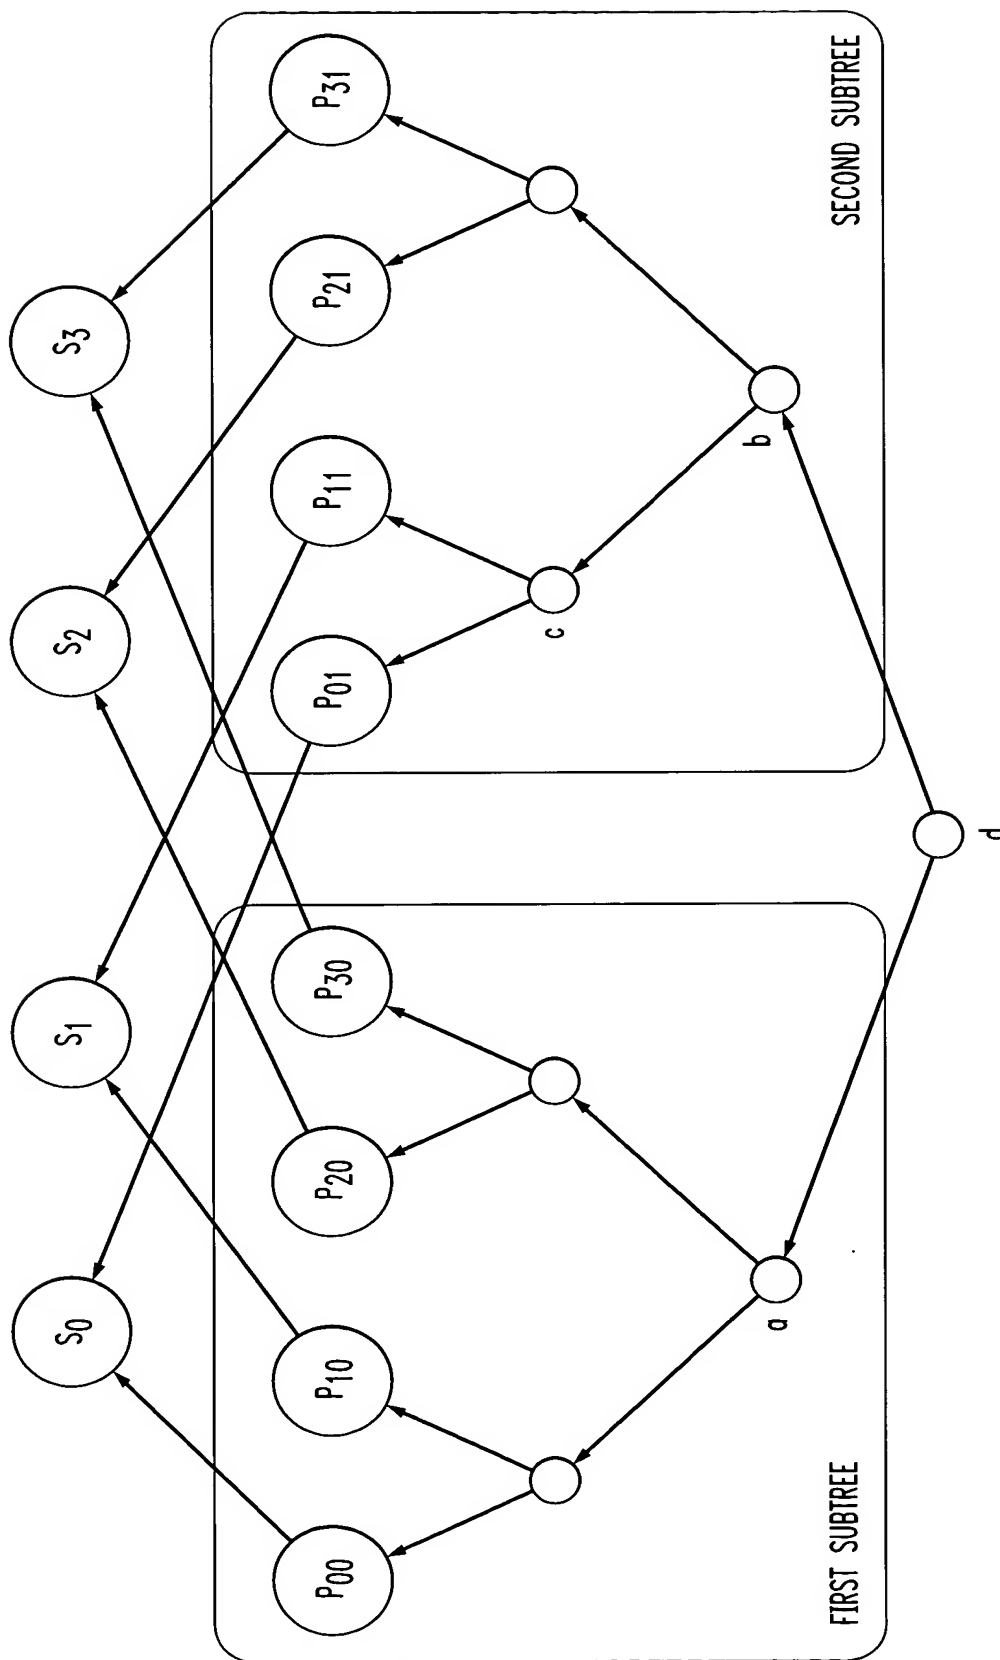 S0
S1
S2
S3
P00
P10
P20
P30
P01
P11
P21
P31
c
a
b
d
FIRST SUBTREE
SECOND SUBTREE